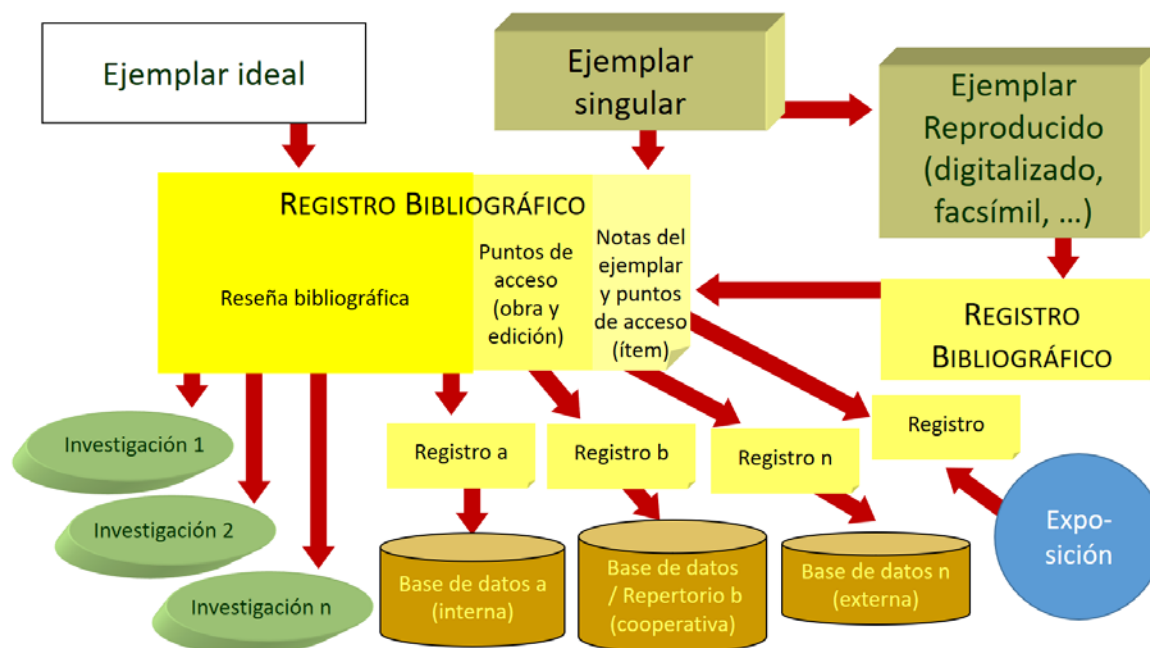 Ejemplar ideal
Ejemplar
singular
Ejemplar
Reproducido
(digitalizado,
facsímil, ...)
REGISTRO BIBLIOGRÁFICO
Reseña bibliográfica
Puntos de
acceso
(obra y
edición)
Notas del
ejemplar
y puntos
de acceso
(ítem)
REGISTRO
BIBLIOGRÁFICO
Investigación 1
Investigación 2
Investigación n
Registro a
Registro b
Registro n
Registro
Base de datos a
(interna)
Base de datos
/ Repertorio b
(cooperativa)
Base de datos n
(externa)
Expo-
sición